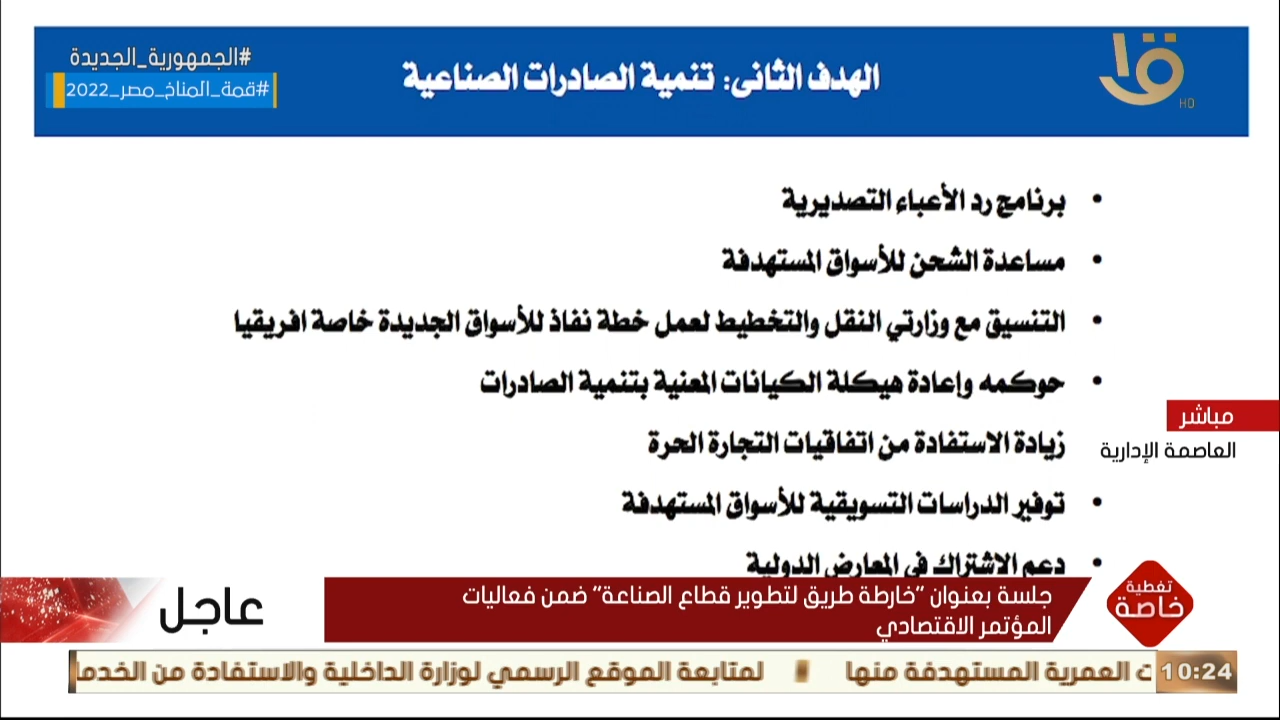 #الجمهورية_الجديدة
#قمة_المناخ_مصر_2022
الهدف الثانى: تنمية الصادرات الصناعية
HD
• برنامج رد الأعباء التصديرية
• مساعدة الشحن للأسواق المستهدفة
• التنسيق مع وزارتي النقل والتخطيط لعمل خطة نفاذ للأسواق الجديدة خاصة افريقيا
• حوكمه وإعادة هيكلة الكيانات المعنية بتنمية الصادرات
زيادة الاستفادة من اتفاقيات التجارة الحرة
• توفير الدراسات التسويقية للأسواق المستهدفة
• دعم الاشتراك في المعارض الدولية
مباشر
العاصمة الإدارية
تغطية
خاصة
جلسة بعنوان "خارطة طريق لتطوير قطاع الصناعة" ضمن فعاليات
المؤتمر الاقتصادي
عاجل
10:24
ت العمرية المستهدفة منها لمتابعة الموقع الرسمي لوزارة الداخلية والاستفادة من الخدما